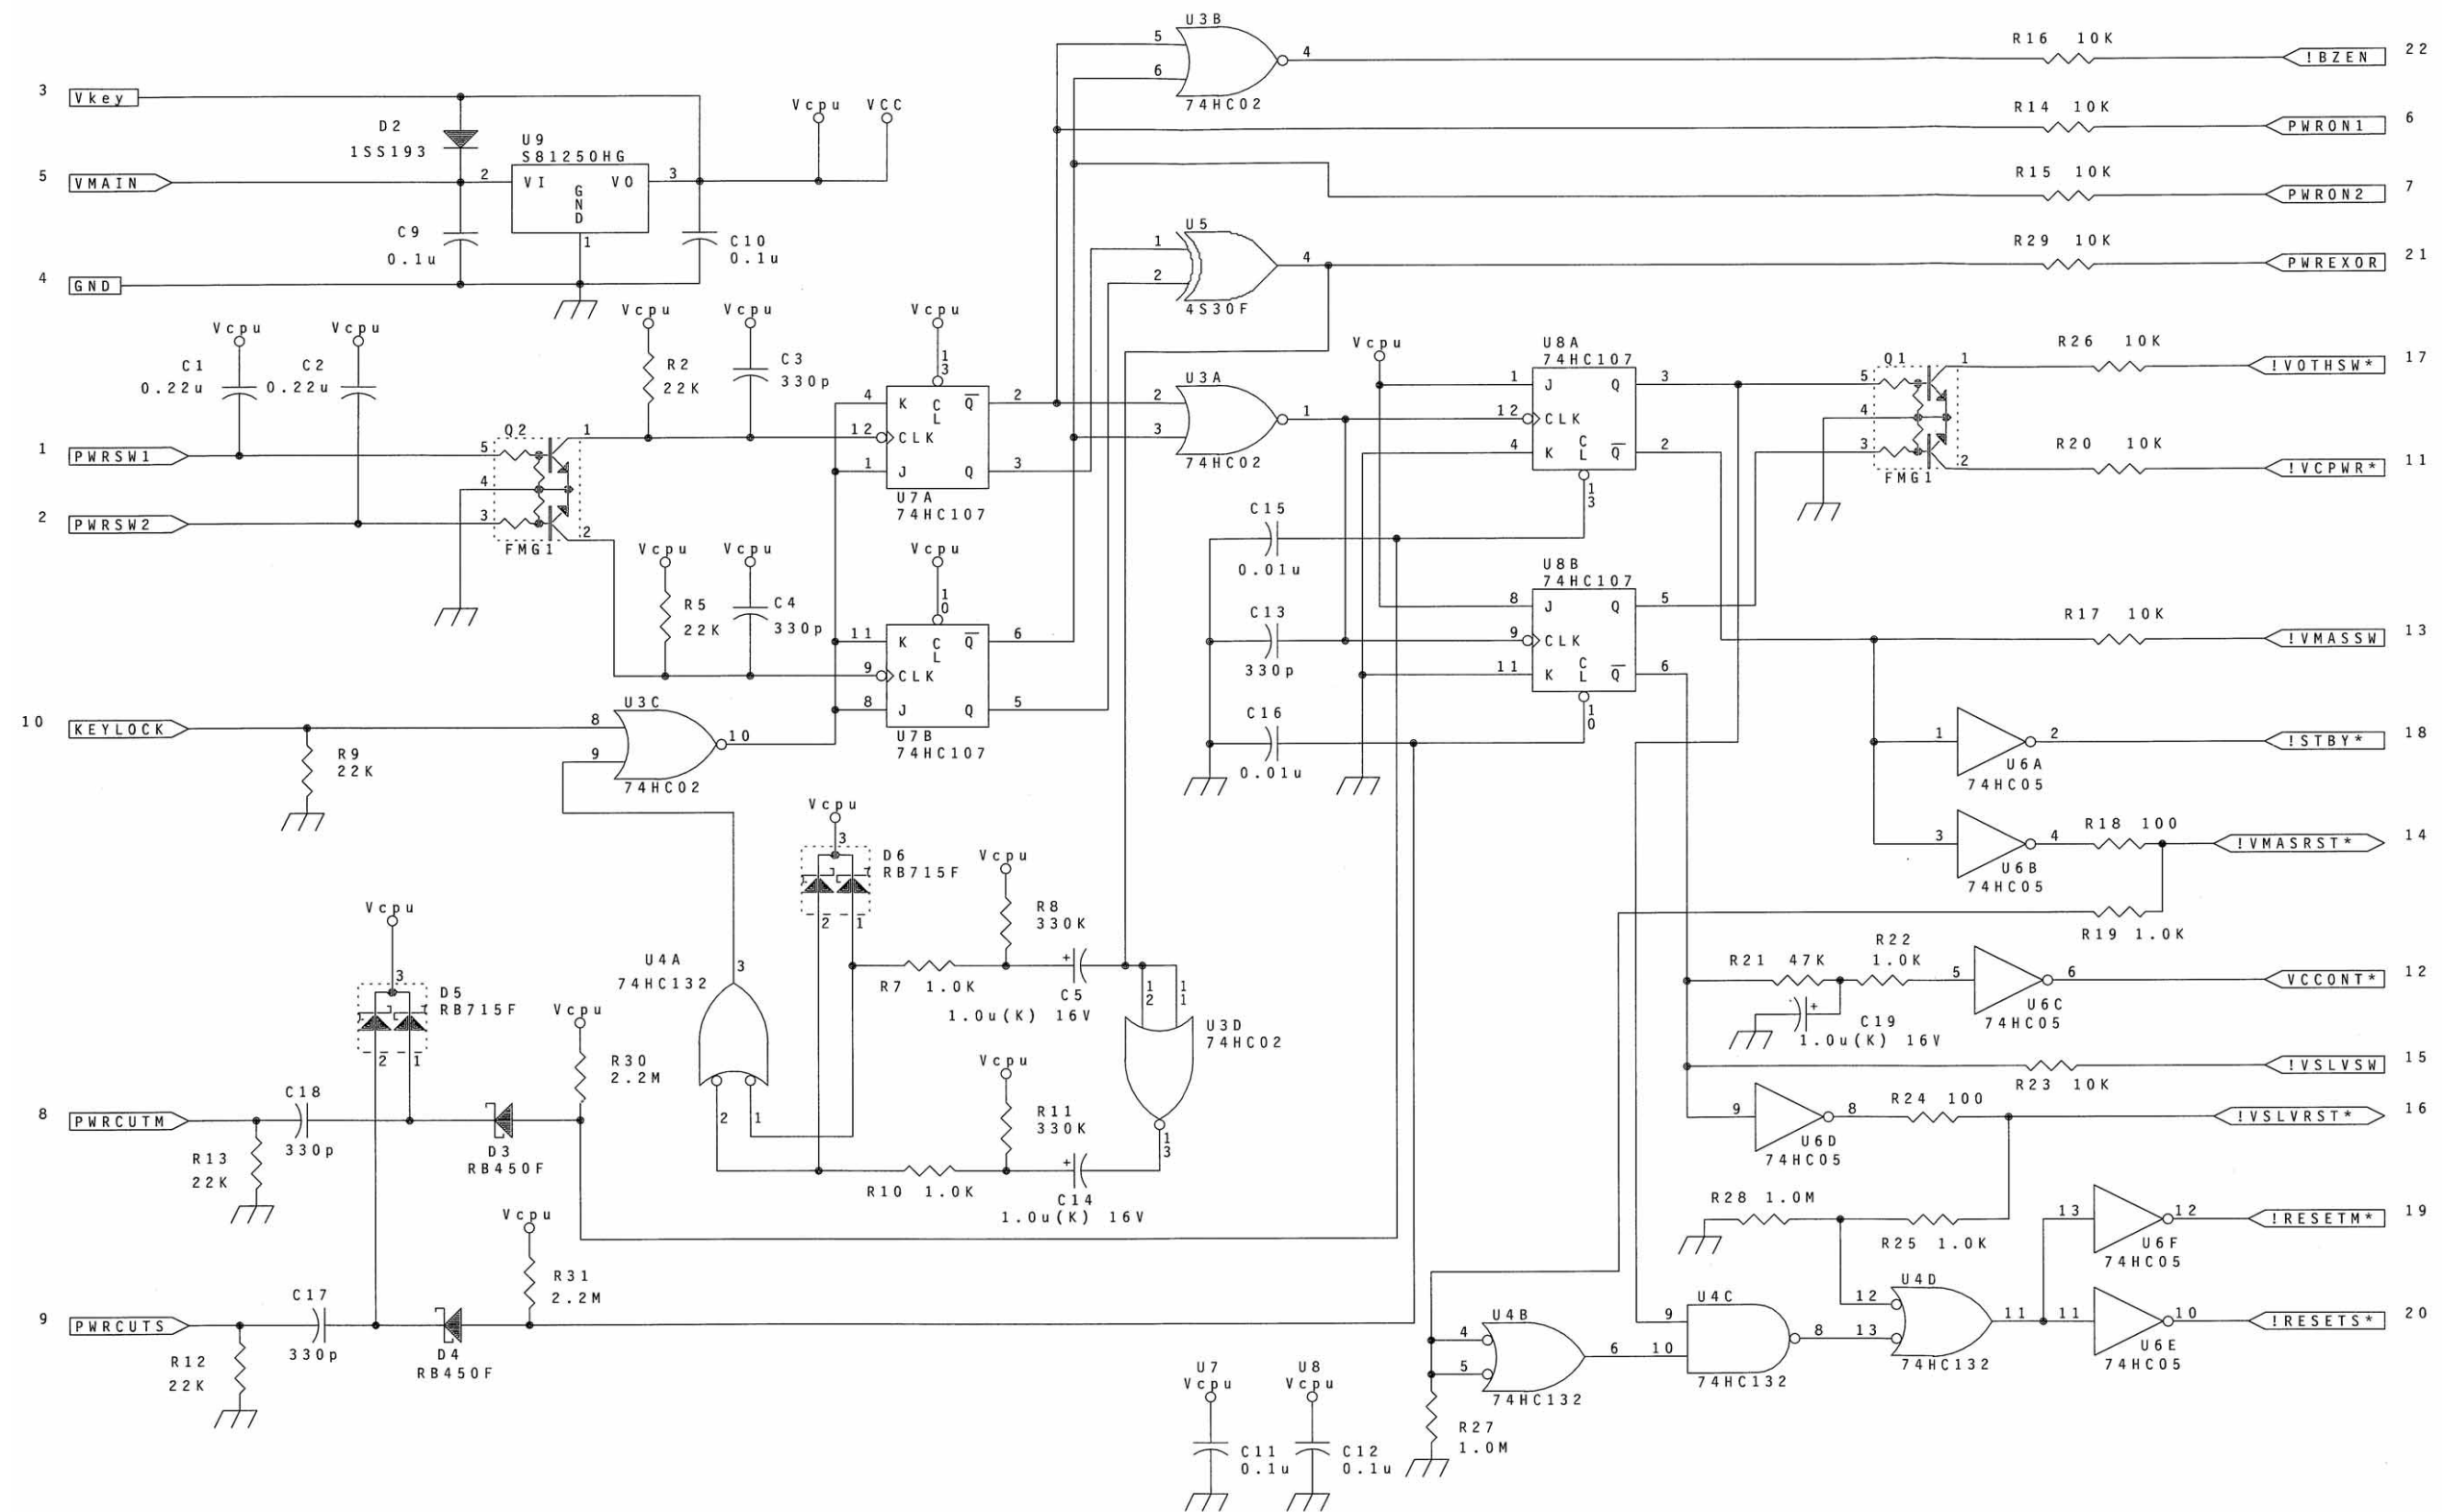 U3B
5
6
4
74HC02
R16 10K
!BZEN
22
3
Vkey
D2
1SS193
U9
S81250HG
VI
VO
GND
2
3
1
Vcpu
VCC
R14 10K
PWRON1
6
5
VMAIN
C9
0.1u
C10
0.1u
R15 10K
PWRON2
7
4
GND
U5
1
2
4
4S30F
R29 10K
PWREXOR
21
Vcpu
C1
0.22u
Vcpu
C2
0.22u
Vcpu
R2
22K
Vcpu
C3
330p
Vcpu
13
4
K
CL
Q
2
12
CLK
1
J
Q
3
U7A
74HC107
1
PWRSW1
2
PWRSW2
Q2
5
4
3
1
2
FMG1
U3A
2
3
1
74HC02
Vcpu
U8A
74HC107
1
J
Q
3
12
CLK
4
K
CL
Q
2
13
Q1
5
4
3
1
2
FMG1
R26 10K
!VOTHSW*
17
R20 10K
!VCPWR*
11
C15
0.01u
C13
330p
C16
0.01u
Vcpu
R5
22K
Vcpu
C4
330p
Vcpu
10
11
K
CL
Q
6
9
CLK
8
J
Q
5
U7B
74HC107
U8B
74HC107
8
J
Q
5
9
CLK
11
K
CL
Q
6
10
R17 10K
!VMASSW
13
10
KEYLOCK
R9
22K
U3C
8
9
10
74HC02
1
2
U6A
74HC05
!STBY*
18
3
4
U6B
74HC05
R18 100
!VMASRST*
14
R19 1.0K
Vcpu
3
D6
RB715F
2
1
Vcpu
R8
330K
R7 1.0K
+
C5
1.0u(K) 16V
12
11
U3D
74HC02
13
U4A
74HC132
3
2
1
Vcpu
R11
330K
R10 1.0K
+
C14
1.0u(K) 16V
Vcpu
3
D5
RB715F
2
1
Vcpu
R30
2.2M
R21 47K
R22
1.0K
+
C19
1.0u(K) 16V
5
6
U6C
74HC05
VCCONT*
12
R23 10K
!VSLVSW
15
9
8
U6D
74HC05
R24 100
!VSLVRST*
16
8
PWRCUTM
C18
330p
R13
22K
D3
RB450F
Vcpu
R31
2.2M
9
PWRCUTS
C17
330p
R12
22K
D4
RB450F
R28 1.0M
R25 1.0K
U4D
12
13
11
74HC132
13
12
U6F
74HC05
!RESETM*
19
11
10
U6E
74HC05
!RESETS*
20
U4B
4
5
6
74HC132
U4C
9
10
8
74HC132
R27
1.0M
U7
Vcpu
C11
0.1u
U8
Vcpu
C12
0.1u